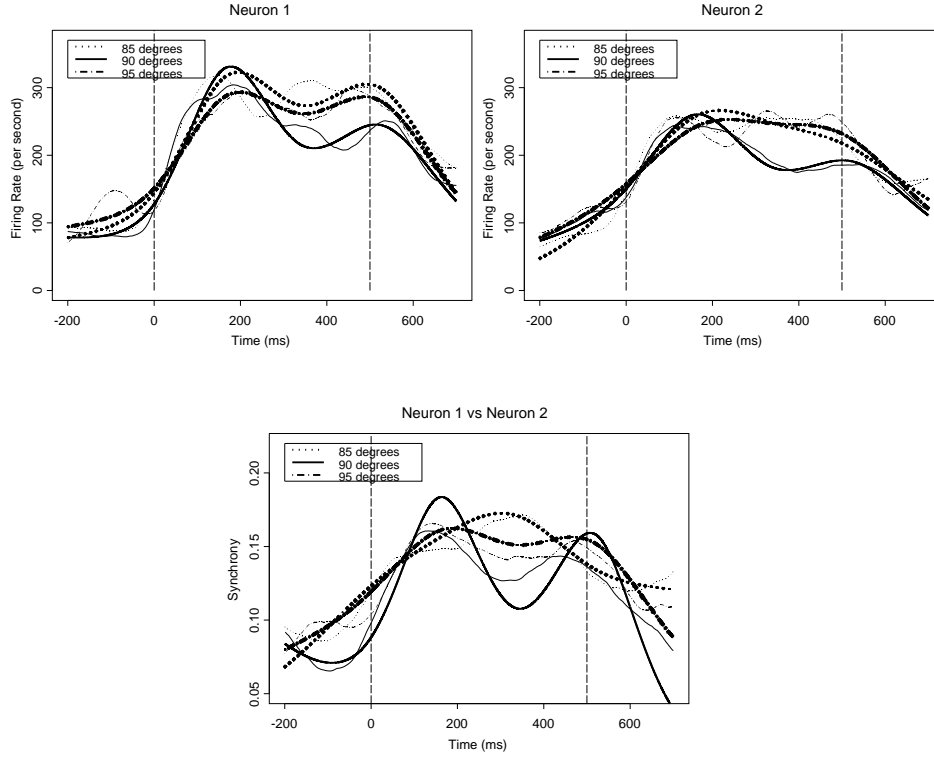 Neuron 1
85 degrees
90 degrees
95 degrees
Firing Rate (per second)
0 100 200 300
-200 0 200 400 600
Time (ms)
Neuron 2
85 degrees
90 degrees
95 degrees
Firing Rate (per second)
0 100 200 300
-200 0 200 400 600
Time (ms)
Neuron 1 vs Neuron 2
85 degrees
90 degrees
95 degrees
Synchrony
0.05 0.10 0.15 0.20
-200 0 200 400 600
Time (ms)